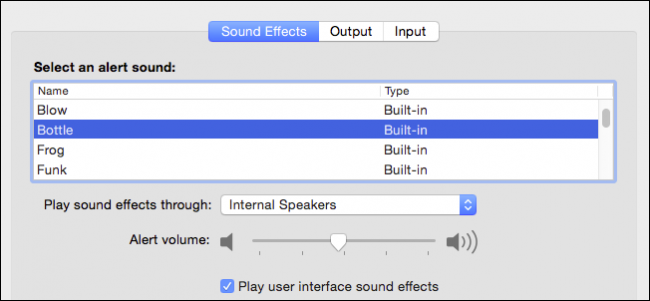 Sound Effects Output Input
Select an alert sound:
Name Type
Blow Built-in
Bottle Built-in
Frog Built-in
Funk Built-in
Play sound effects through: Internal Speakers
Alert volume:
Play user interface sound effects